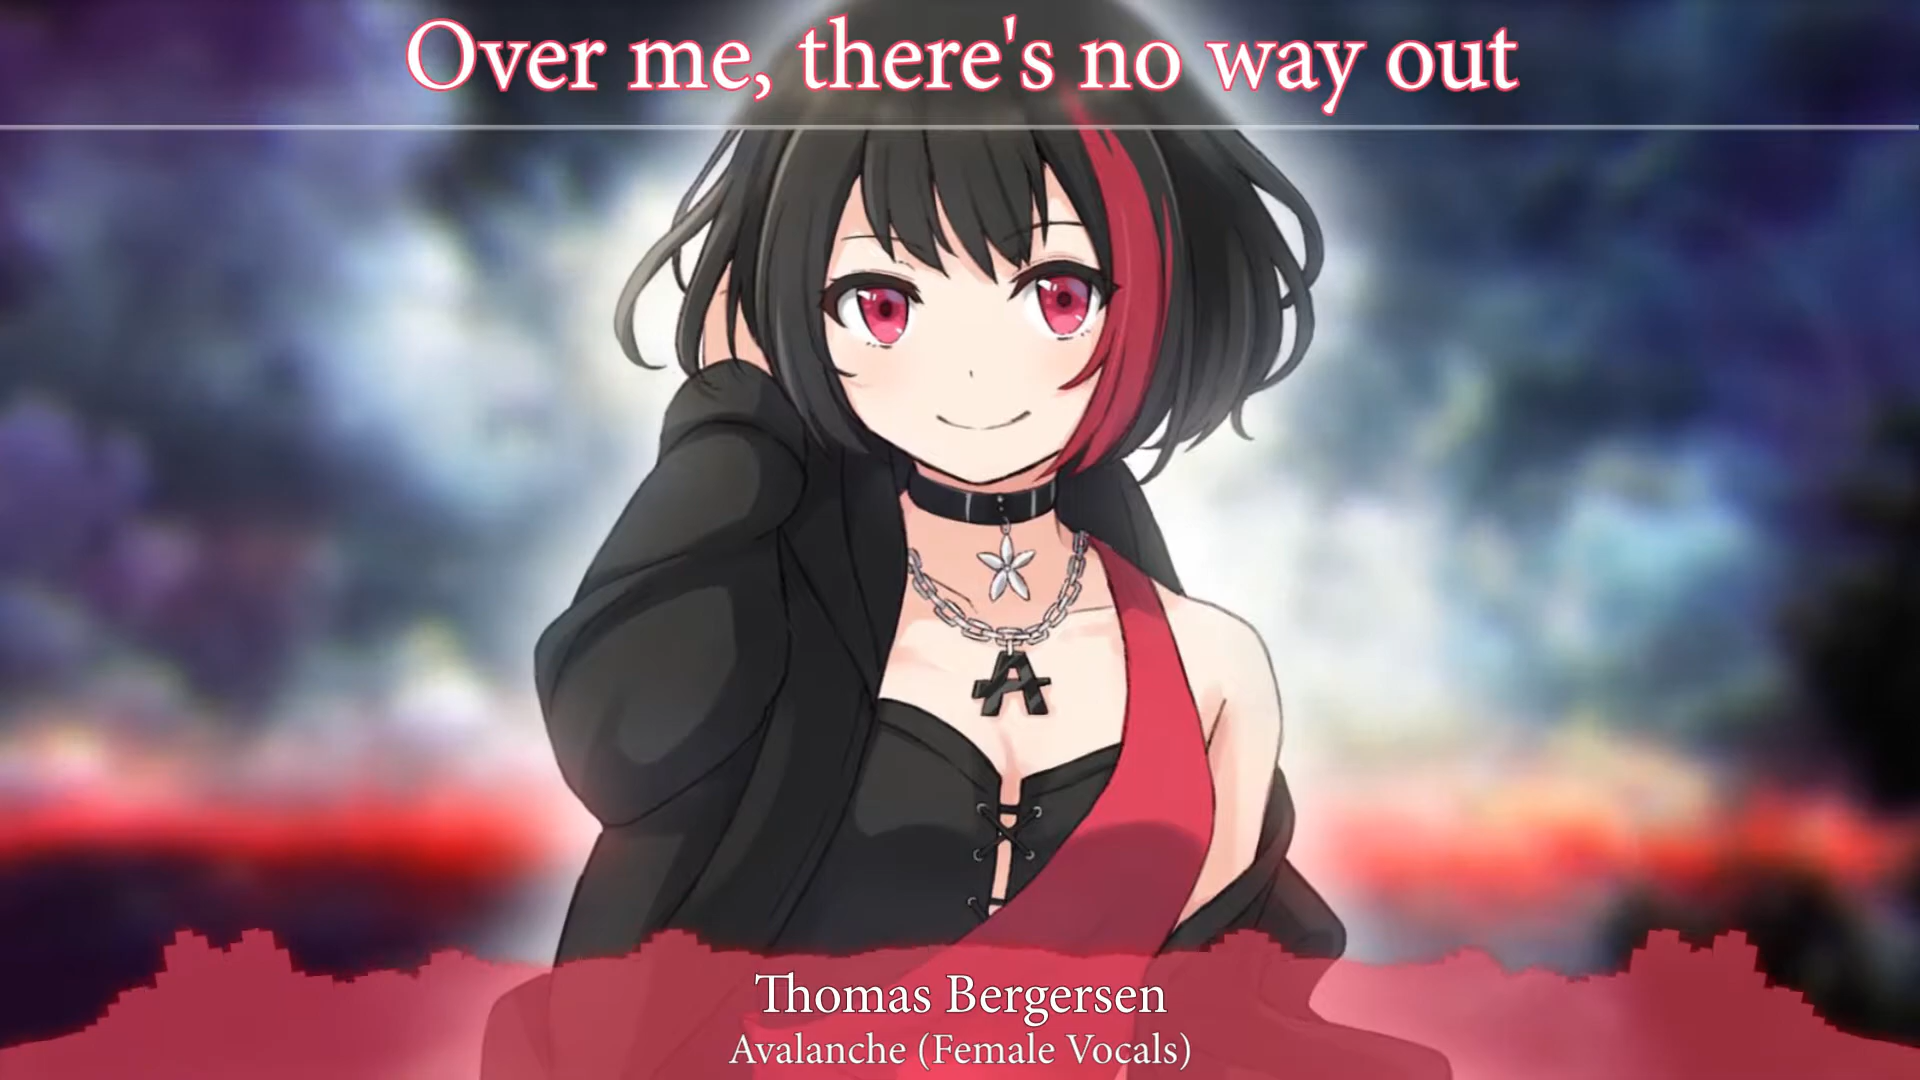 Over me, there's no way out
A
Thomas Bergersen
Avalanche (Female Vocals)